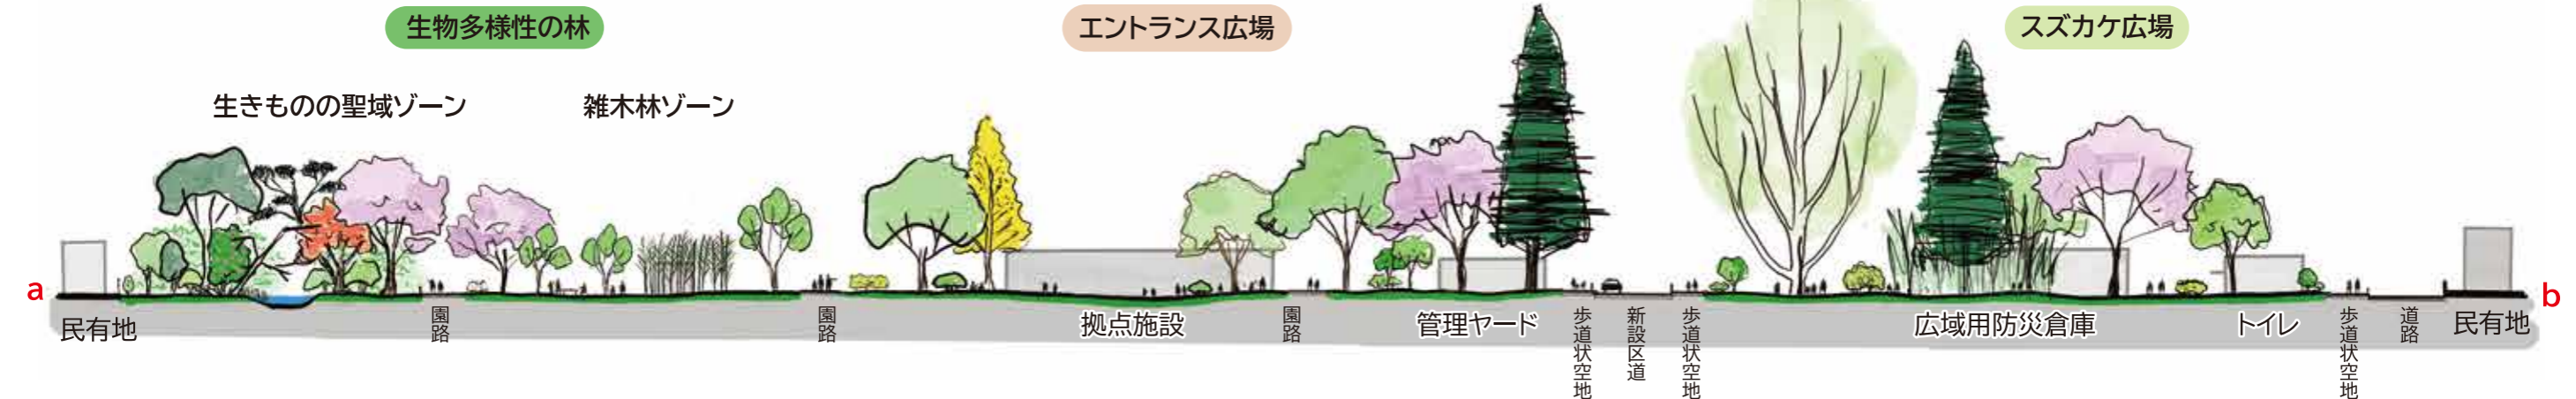 生物多様性の林
エントランス広場
スズカケ広場
生きものの聖域ゾーン
雑木林ゾーン
a
b
民有地
園路
園路
拠点施設
園路
管理ヤード
歩道状空地
新設区道
歩道状空地
広域用防災倉庫
トイレ
歩道状空地
道路
民有地